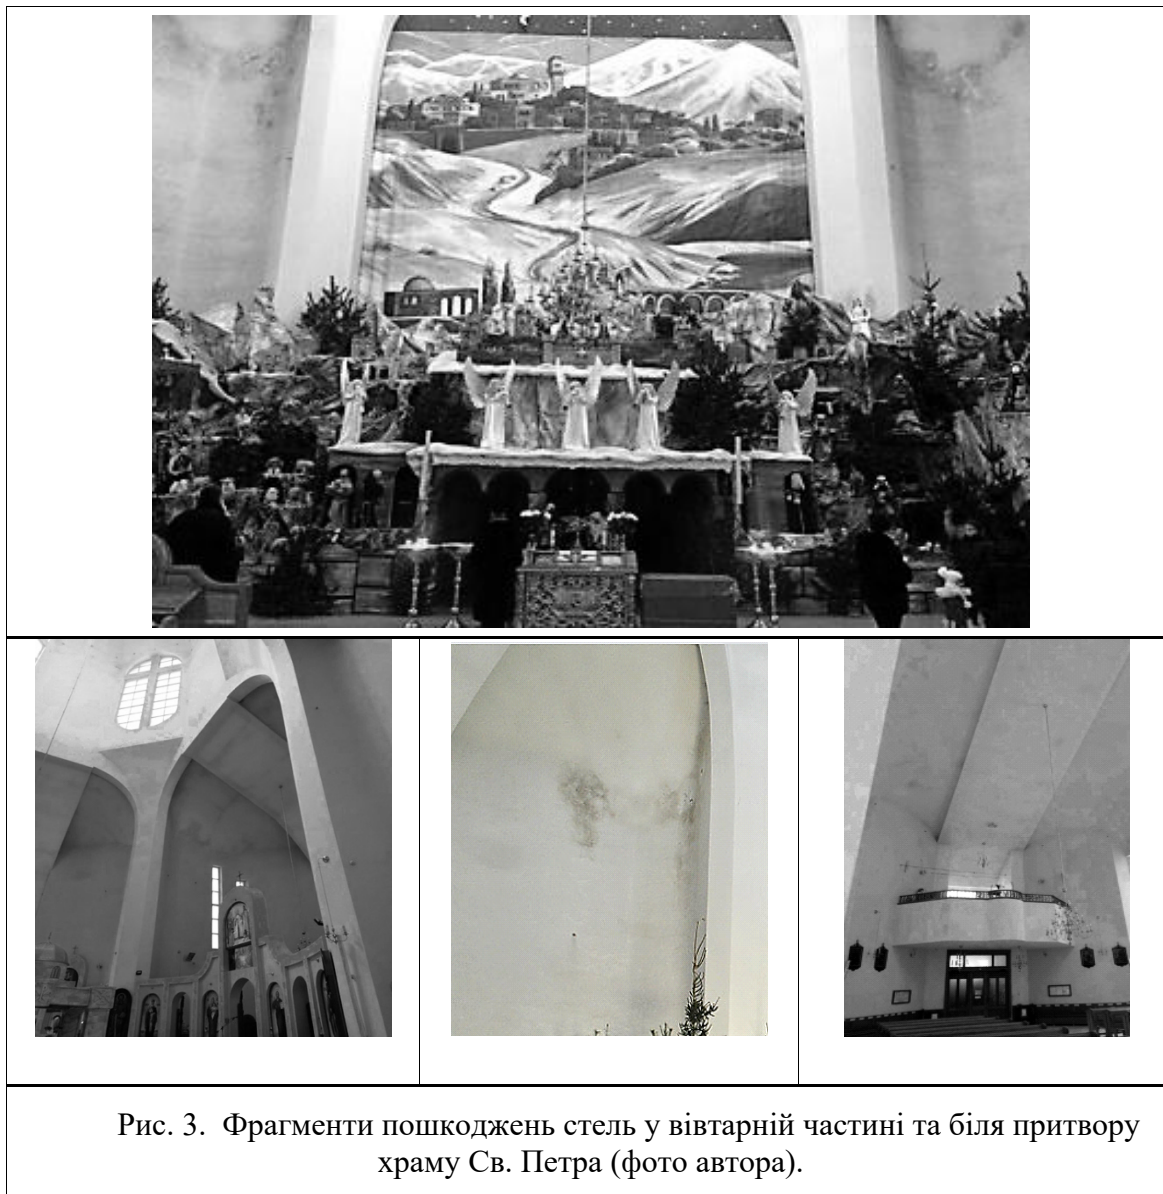 Рис. 3. Фрагменти пошкоджень стель у вівтарній частині та біля притвору
храму Св. Петра (фото автора).